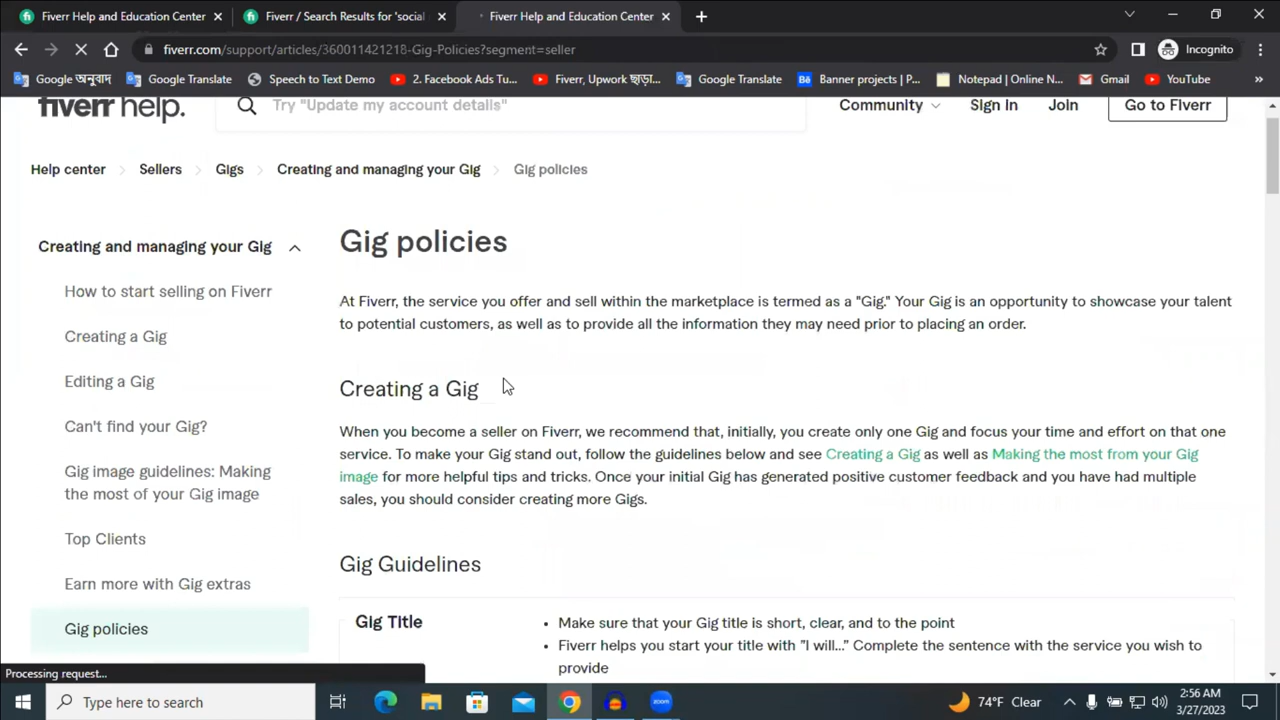 Fiverr Help and Education Center
Fiverr / Search Results for 'social
Fiverr Help and Education Center
fiverr.com/support/articles/360011421218-Gig-Policies?segment=seller
Incognito
Google অনুবাদ
Google Translate
Speech to Text Demo
2. Facebook Ads Tu...
Fiverr, Upwork ছাড়া...
Google Translate
Banner projects | P...
Notepad | Online N...
Gmail
YouTube
fiverr help.
Try "Update my account details"
Community
Sign In
Join
Go to Fiverr
Help center
Sellers
Gigs
Creating and managing your Gig
Gig policies
Creating and managing your Gig
How to start selling on Fiverr
Creating a Gig
Editing a Gig
Can't find your Gig?
Gig image guidelines: Making
the most of your Gig image
Top Clients
Earn more with Gig extras
Gig policies
Gig policies
At Fiverr, the service you offer and sell within the marketplace is termed as a "Gig." Your Gig is an opportunity to showcase your talent
to potential customers, as well as to provide all the information they may need prior to placing an order.
Creating a Gig
When you become a seller on Fiverr, we recommend that, initially, you create only one Gig and focus your time and effort on that one
service. To make your Gig stand out, follow the guidelines below and see Creating a Gig as well as Making the most from your Gig
image for more helpful tips and tricks. Once your initial Gig has generated positive customer feedback and you have had multiple
sales, you should consider creating more Gigs.
Gig Guidelines
Gig Title
• Make sure that your Gig title is short, clear, and to the point
• Fiverr helps you start your title with "I will..." Complete the sentence with the service you wish to
provide
Processing request...
Type here to search
zoom
74°F Clear
2:56 AM
3/27/2023